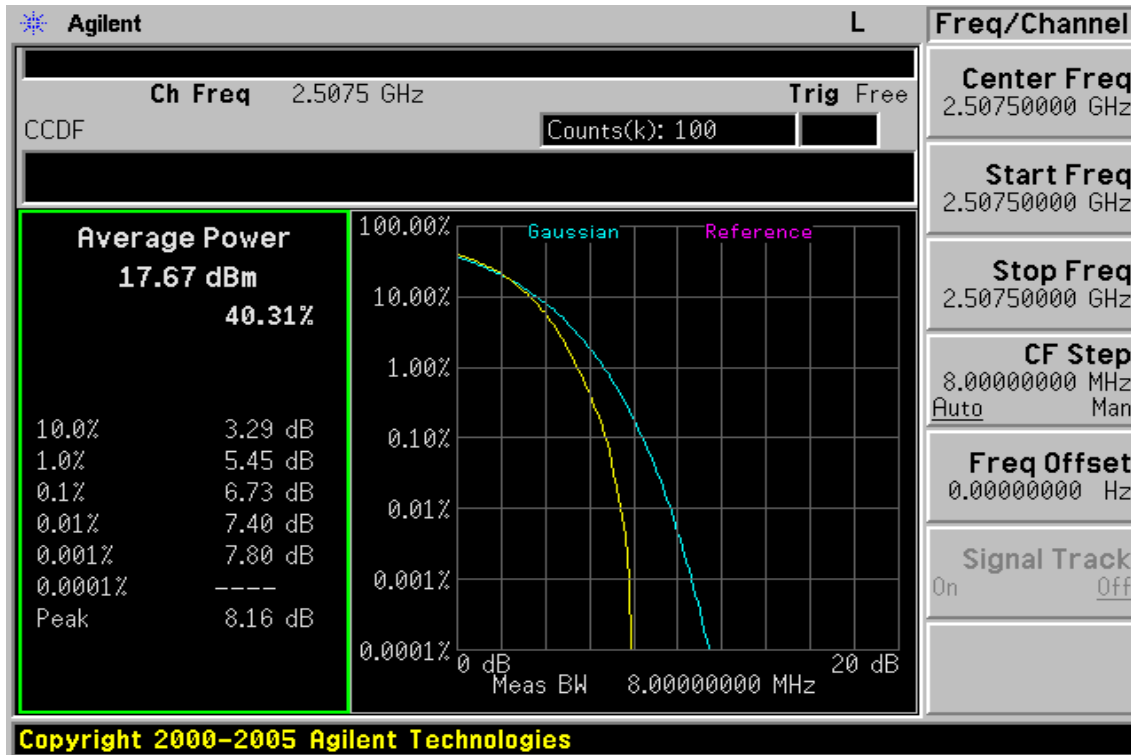 Agilent L
Ch Freq 2.5075 GHz Trig Free
CCDF Counts(k): 100
Average Power
17.67 dBm
40.31%
10.0% 3.29 dB
1.0% 5.45 dB
0.1% 6.73 dB
0.01% 7.40 dB
0.001% 7.80 dB
0.0001% ----
Peak 8.16 dB
Gaussian Reference
100.00%
10.00%
1.00%
0.10%
0.01%
0.001%
0.0001%
0 dB 20 dB
Meas BW 8.00000000 MHz
Freq/Channel
Center Freq
2.50750000 GHz
Start Freq
2.50750000 GHz
Stop Freq
2.50750000 GHz
CF Step
8.00000000 MHz
Auto Man
Freq Offset
0.00000000 Hz
Signal Track
On Off
Copyright 2000-2005 Agilent Technologies